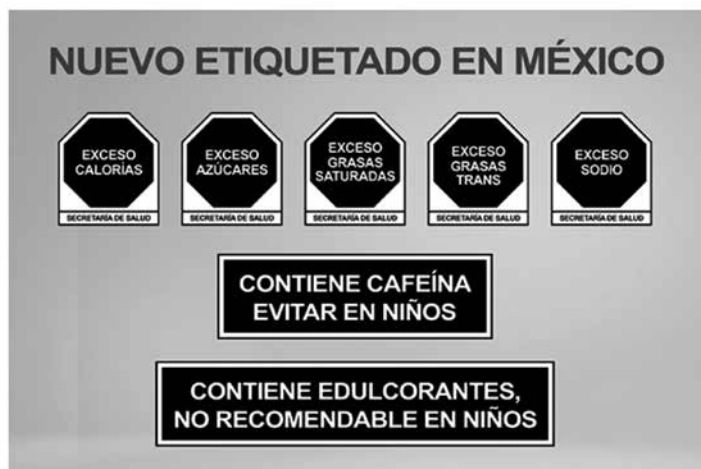 NUEVO ETIQUETADO EN MÉXICO
EXCESO
CALORÍAS
SECRETARÍA DE SALUD
EXCESO
AZÚCARES
SECRETARÍA DE SALUD
EXCESO
GRASAS
SATURADAS
SECRETARÍA DE SALUD
EXCESO
GRASAS
TRANS
SECRETARÍA DE SALUD
EXCESO
SODIO
SECRETARÍA DE SALUD
CONTIENE CAFEÍNA
EVITAR EN NIÑOS
CONTIENE EDULCORANTES,
NO RECOMENDABLE EN NIÑOS